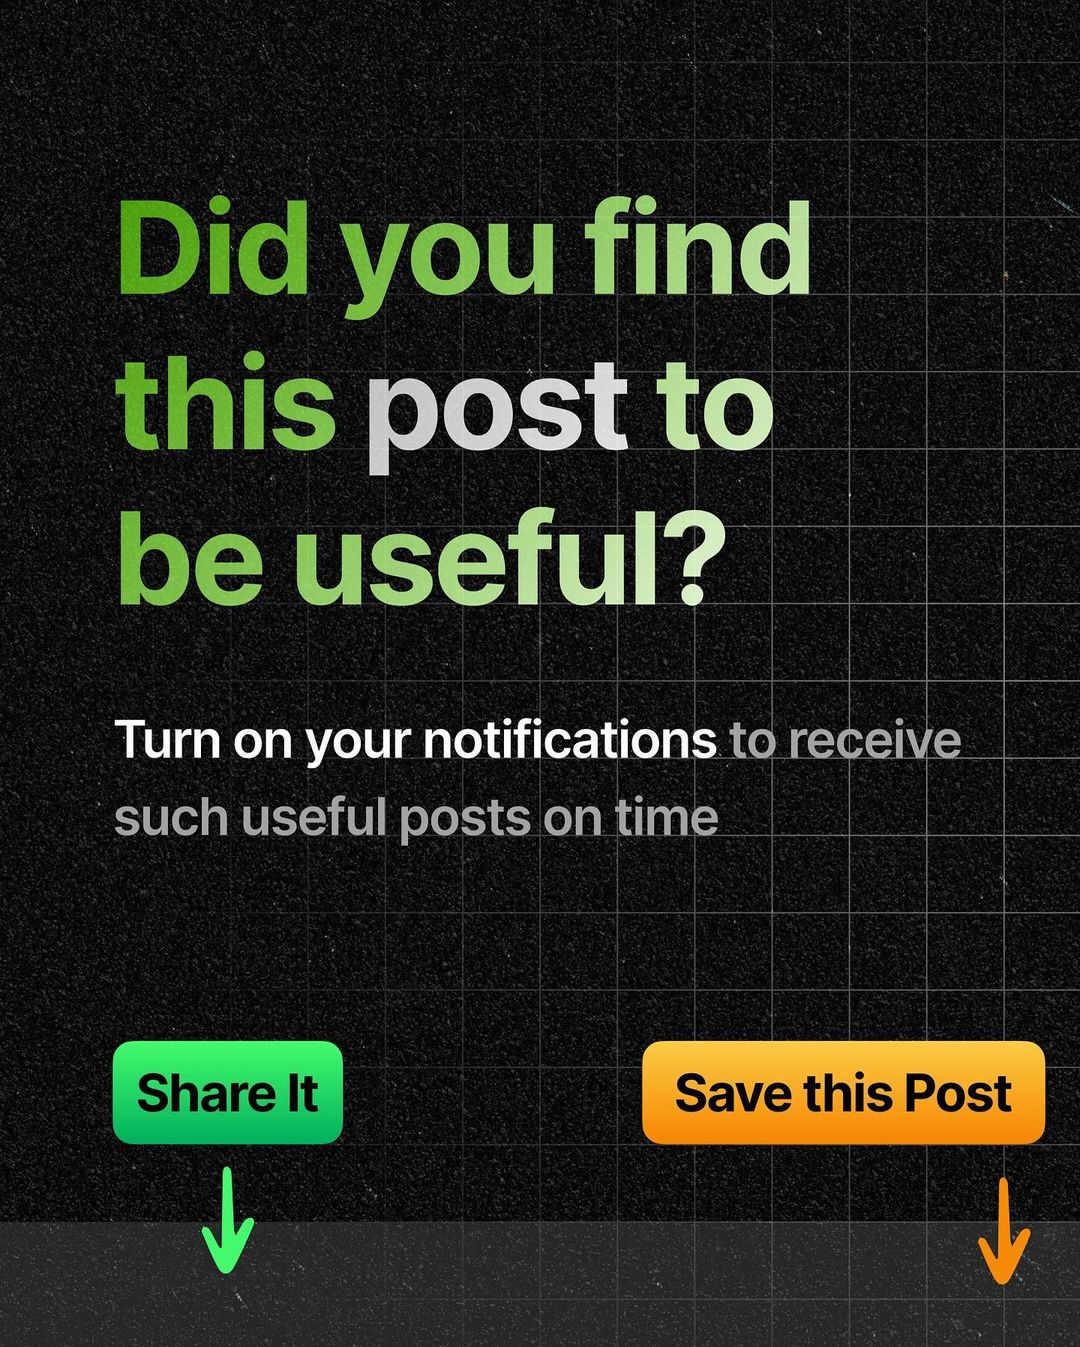 Did you find
this post to
be useful?
Turn on your notifications to receive
such useful posts on time
Share It
Save this Post